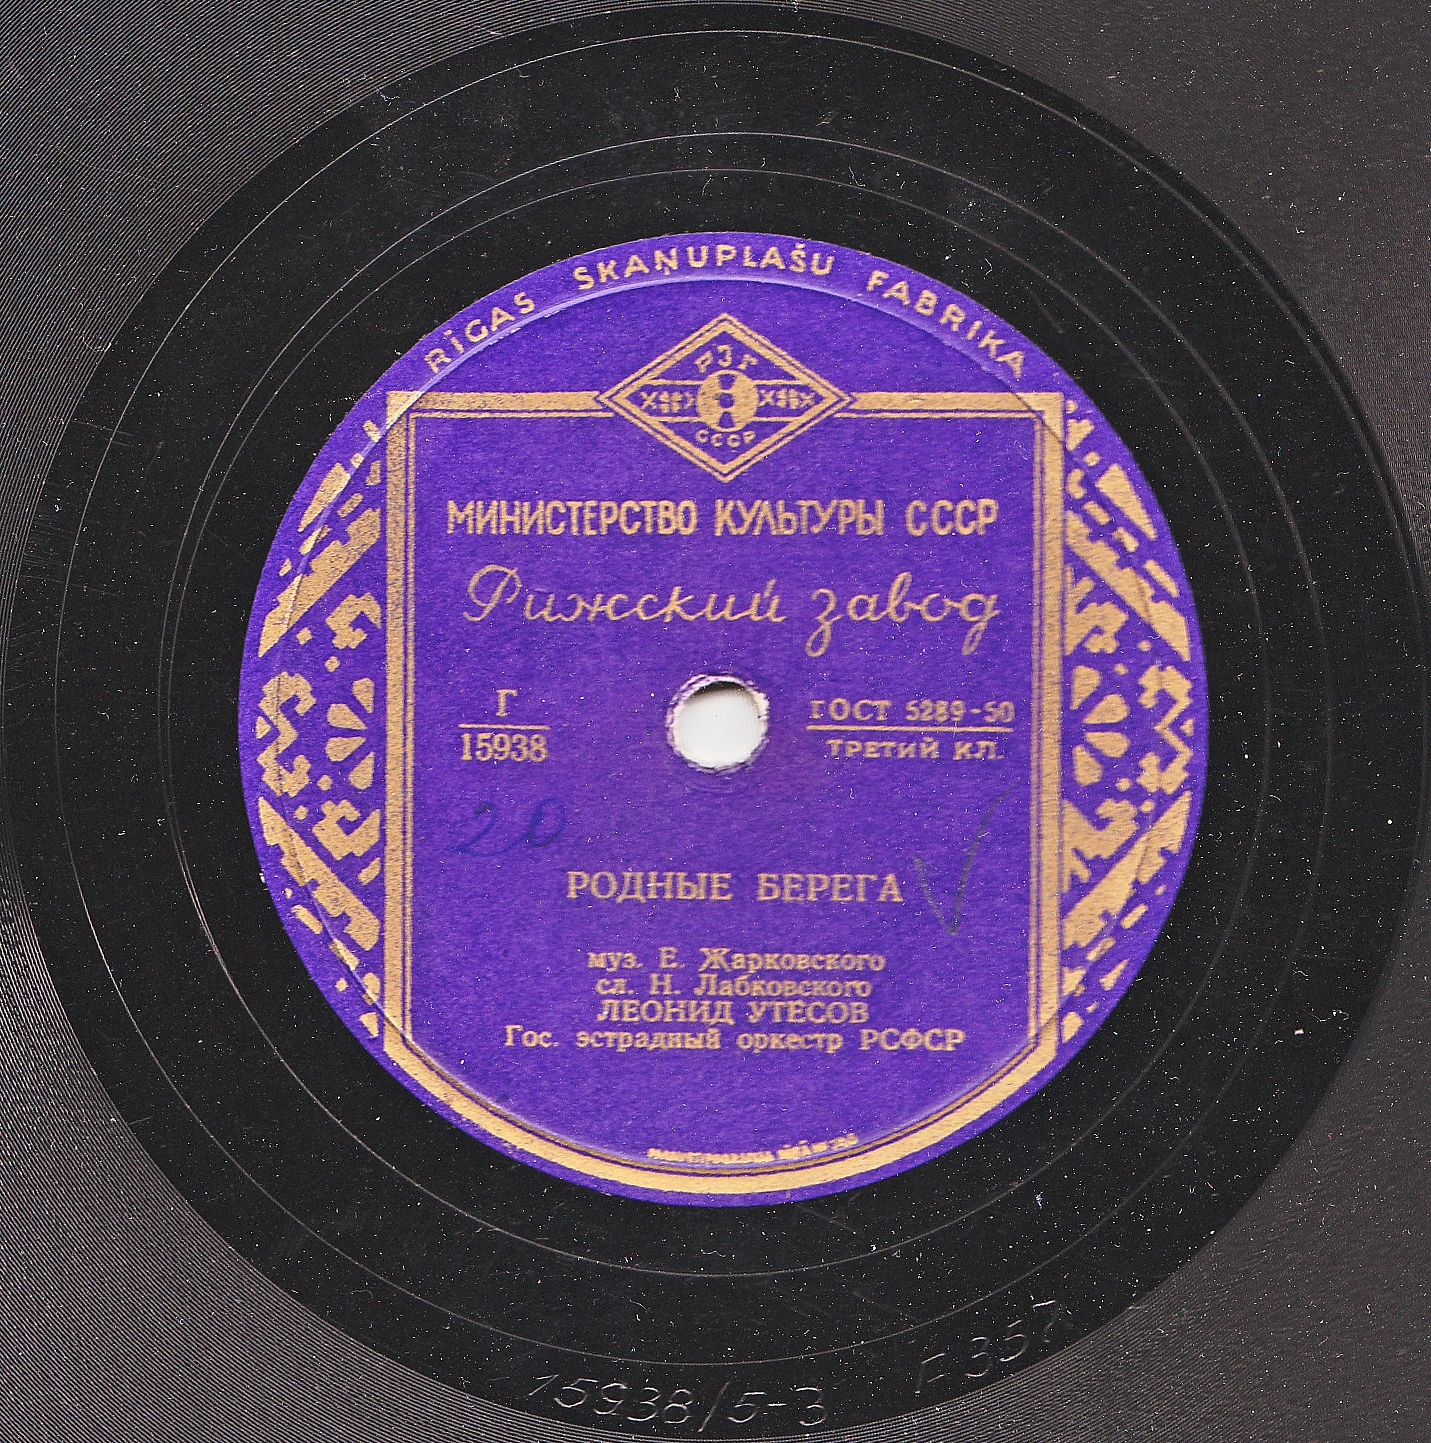 RĪGAS SKAŅUPLAŠU FABRIKA
РЗГ
СССР
МИНИСТЕРСТВО КУЛЬТУРЫ СССР
Рижский завод
Г
15938
ГОСТ 5289-50
ТРЕТИЙ КЛ.
20
РОДНЫЕ БЕРЕГА
муз. Е. Жарковского
сл. Н. Лабковского
ЛЕОНИД УТЕСОВ
Гос. эстрадный оркестр РСФСР
15938/5-3